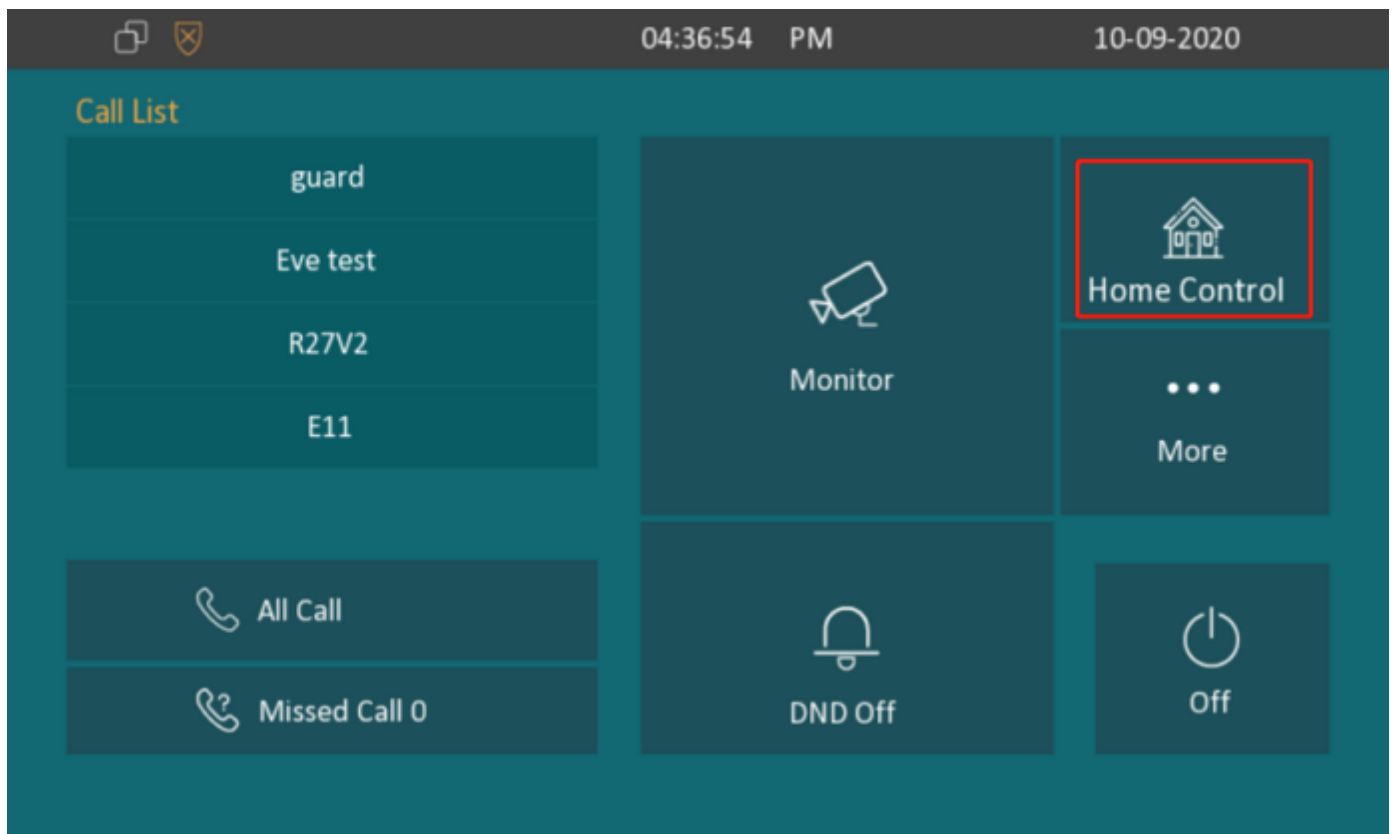 04:36:54 PM 10-09-2020
Call List
guard
Eve test
R27V2
E11
All Call
Missed Call 0
Monitor
DND Off
Home Control
More
Off